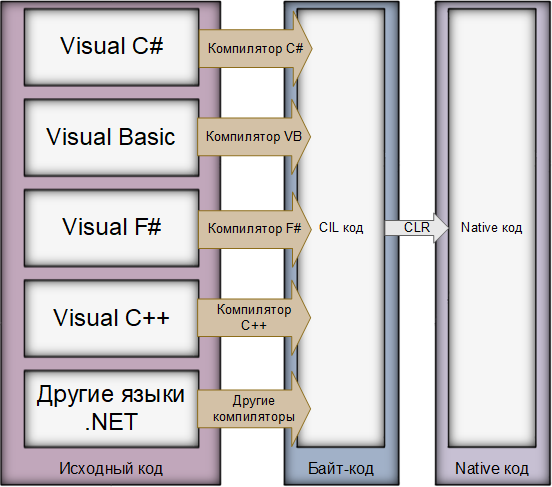 Visual C#
Компилятор C#
Visual Basic
Компилятор VB
Visual F#
Компилятор F#
CIL код
CLR
Native код
Visual C++
Компилятор
C++
Другие языки
.NET
Другие
компиляторы
Исходный код
Байт-код
Native код